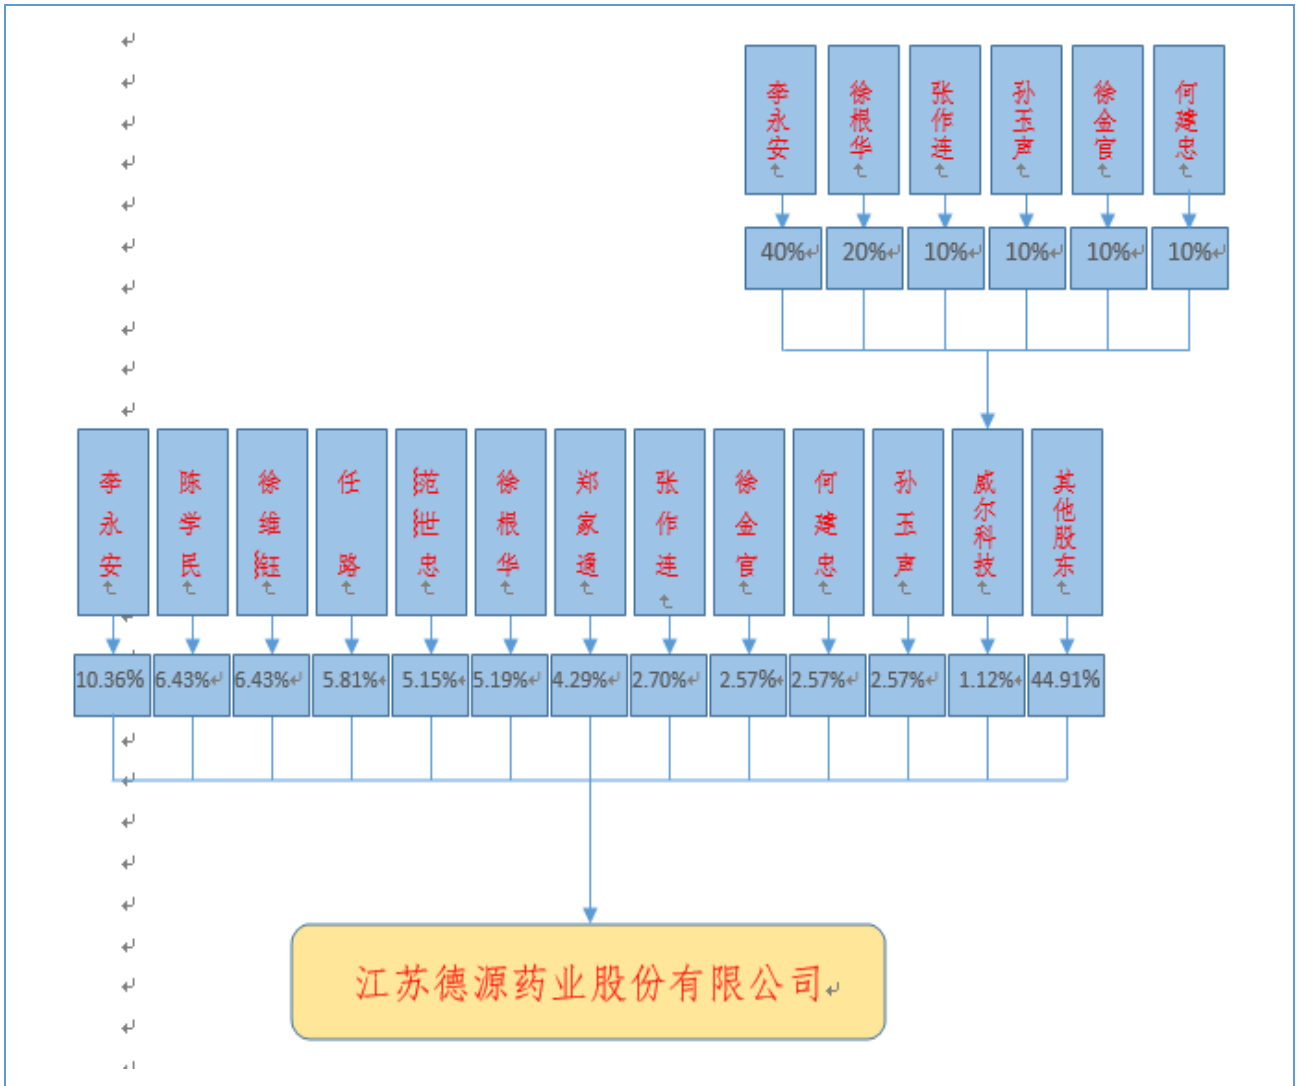 李永安
徐根华
张作连
孙玉声
徐金官
何建忠
40%
20%
10%
10%
10%
10%
李永安
陈学民
徐维钰
任路
范世忠
徐根华
郑家通
张作连
徐金官
何建忠
孙玉声
威尔科技
其他股东
10.36%
6.43%
6.43%
5.81%
5.15%
5.19%
4.29%
2.70%
2.57%
2.57%
2.57%
1.12%
44.91%
江苏德源药业股份有限公司